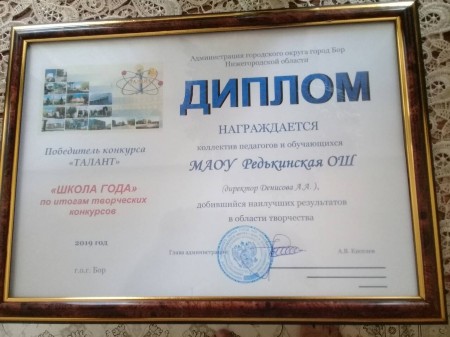 Администрация городского округа город Бор
Нижегородской области
ДИПЛОМ
НАГРАЖДАЕТСЯ
коллектив педагогов и обучающихся
МАОУ Редькинская ОШ
(директор Денисова А.А.),
добившийся наилучших результатов
в области творчества
Глава администрации
А.В. Киселев
Победитель конкурса
«ТАЛАНТ»
«ШКОЛА ГОДА»
по итогам творческих
конкурсов
2019 год
г.о.г. Бор